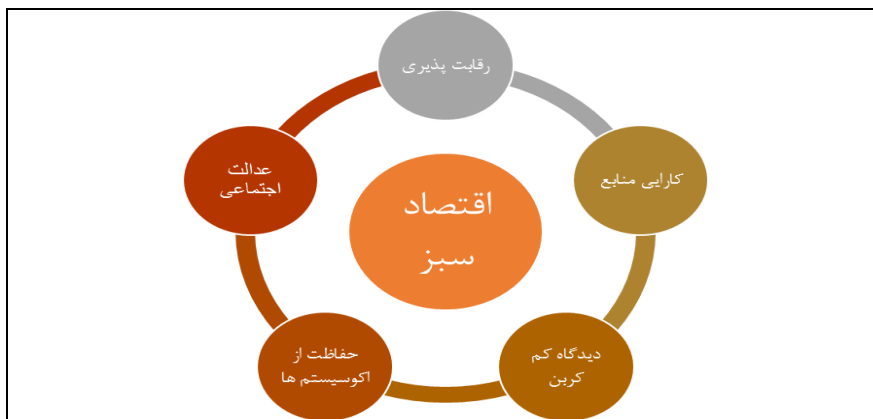 رقابت پذیری
کارایی منابع
دیدگاه کم
کربن
حفاظت از
اکوسیستم ها
عدالت
اجتماعی
اقتصاد
سبز